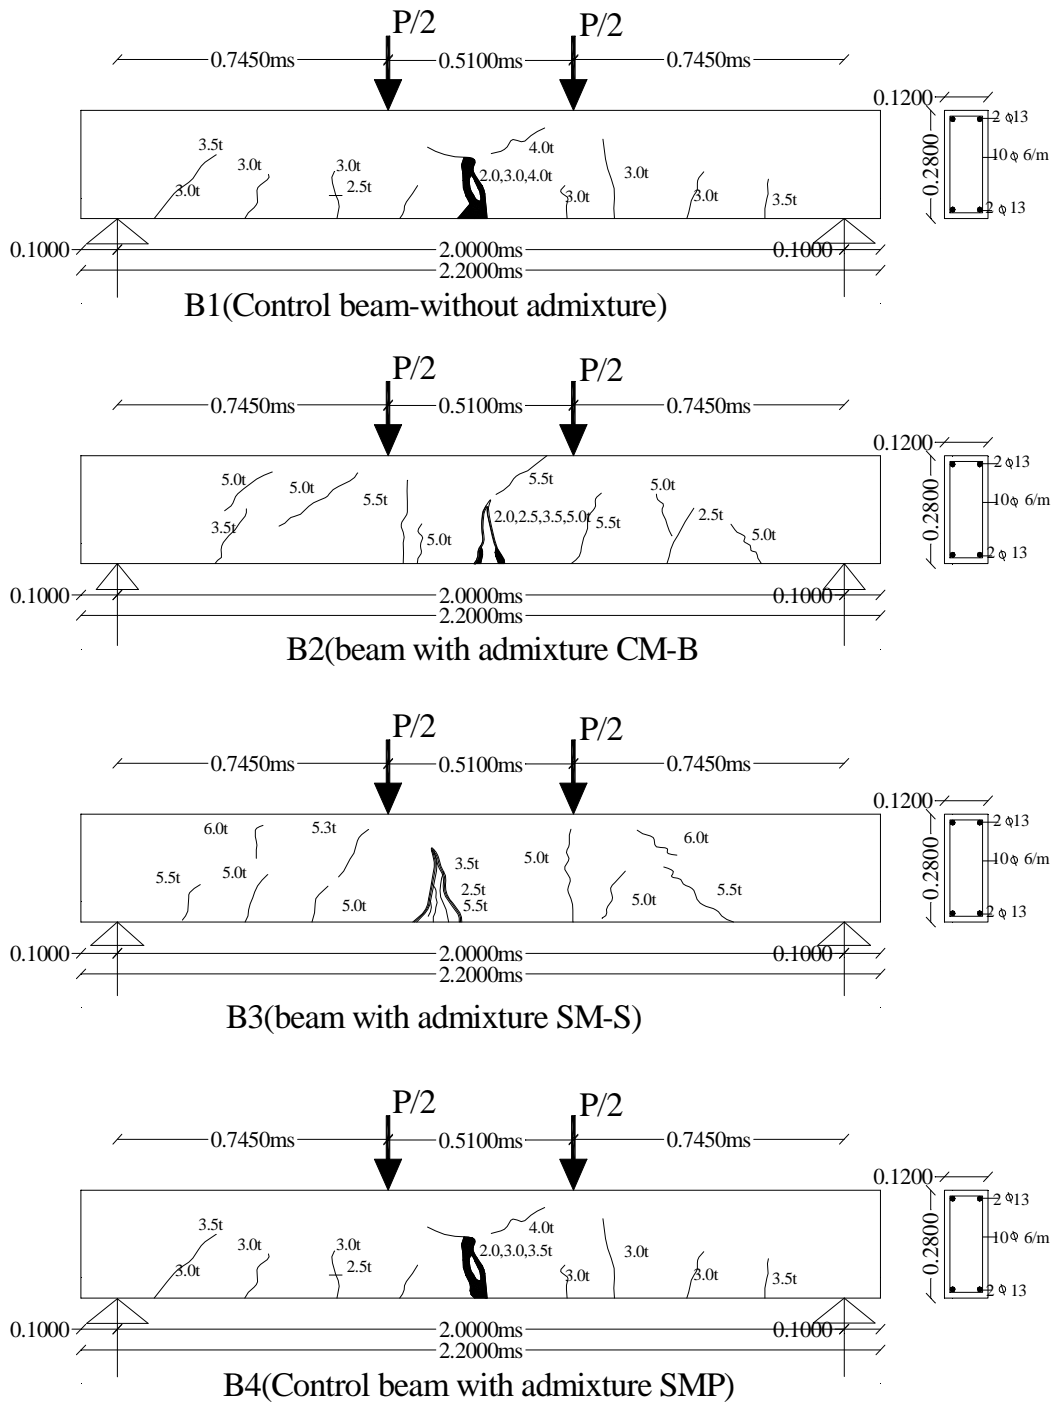 P/2 P/2
0.7450ms 0.5100ms 0.7450ms
0.1200
2 ϕ13
3.5t 4.0t
0.2800
10ϕ 6/m
3.0t 3.0t 2.0,3.0,4.0t 3.0t
3.0t 2.5t 3.0t 3.0t 3.5t
2 ϕ 13
0.1000 2.0000ms 0.1000
2.2000ms
B1(Control beam-without admixture)
P/2 P/2
0.7450ms 0.5100ms 0.7450ms
0.1200
2 ϕ13
5.0t 5.0t 5.5t 5.5t 5.0t
0.2800
10ϕ 6/m
3.5t 5.0t 2.0,2.5,3.5,5.0t 5.5t 2.5t 5.0t
2 ϕ 13
0.1000 2.0000ms 0.1000
2.2000ms
B2(beam with admixture CM-B
P/2 P/2
0.7450ms 0.5100ms 0.7450ms
0.1200
2 ϕ13
6.0t 5.3t 6.0t
0.2800
10ϕ 6/m
5.5t 5.0t 3.5t 5.0t
2.5t 5.5t
5.0t 5.5t 5.0t
2 ϕ 13
0.1000 2.0000ms 0.1000
2.2000ms
B3(beam with admixture SM-S)
P/2 P/2
0.7450ms 0.5100ms 0.7450ms
0.1200
2 ϕ13
3.5t 4.0t
0.2800
10ϕ 6/m
3.0t 3.0t 2.0,3.0,3.5t 3.0t
3.0t 2.5t 3.0t 3.0t 3.5t
2 ϕ 13
0.1000 2.0000ms 0.1000
2.2000ms
B4(Control beam with admixture SMP)